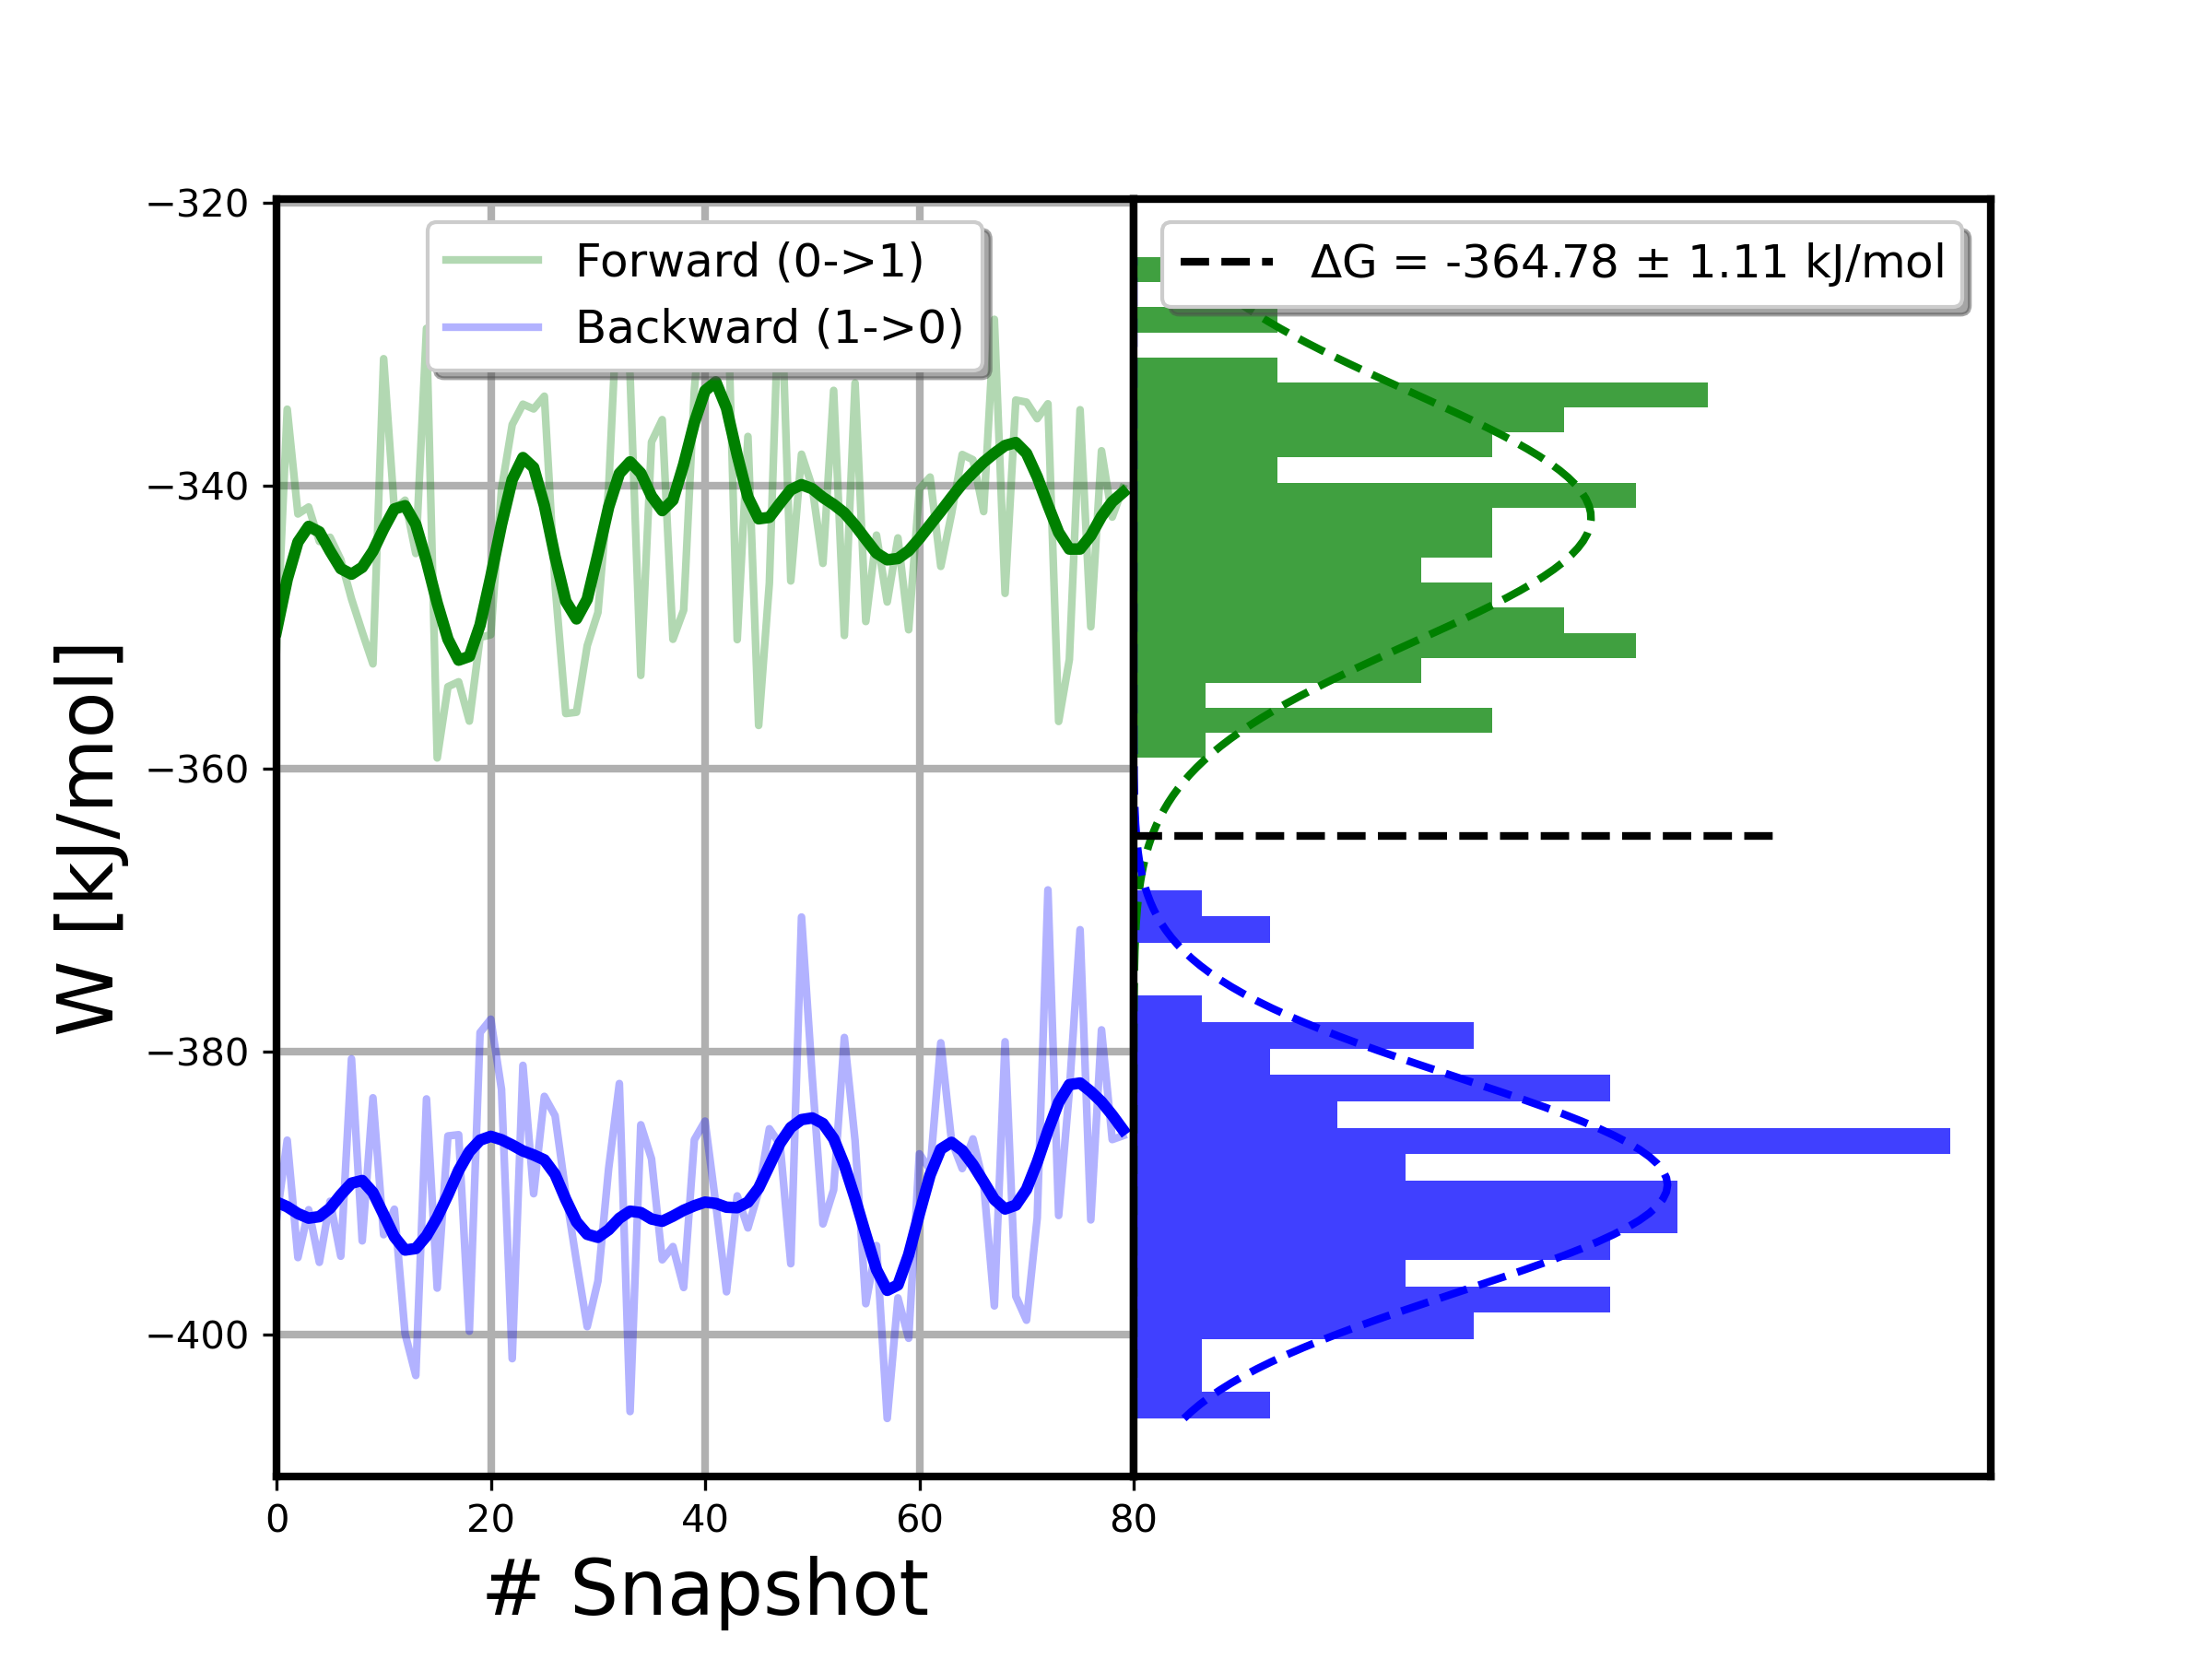 −320
−340
−360
−380
−400
W [kJ/mol]
0
20
40
60
80
# Snapshot
Forward (0->1)
Backward (1->0)
ΔG = -364.78 ± 1.11 kJ/mol